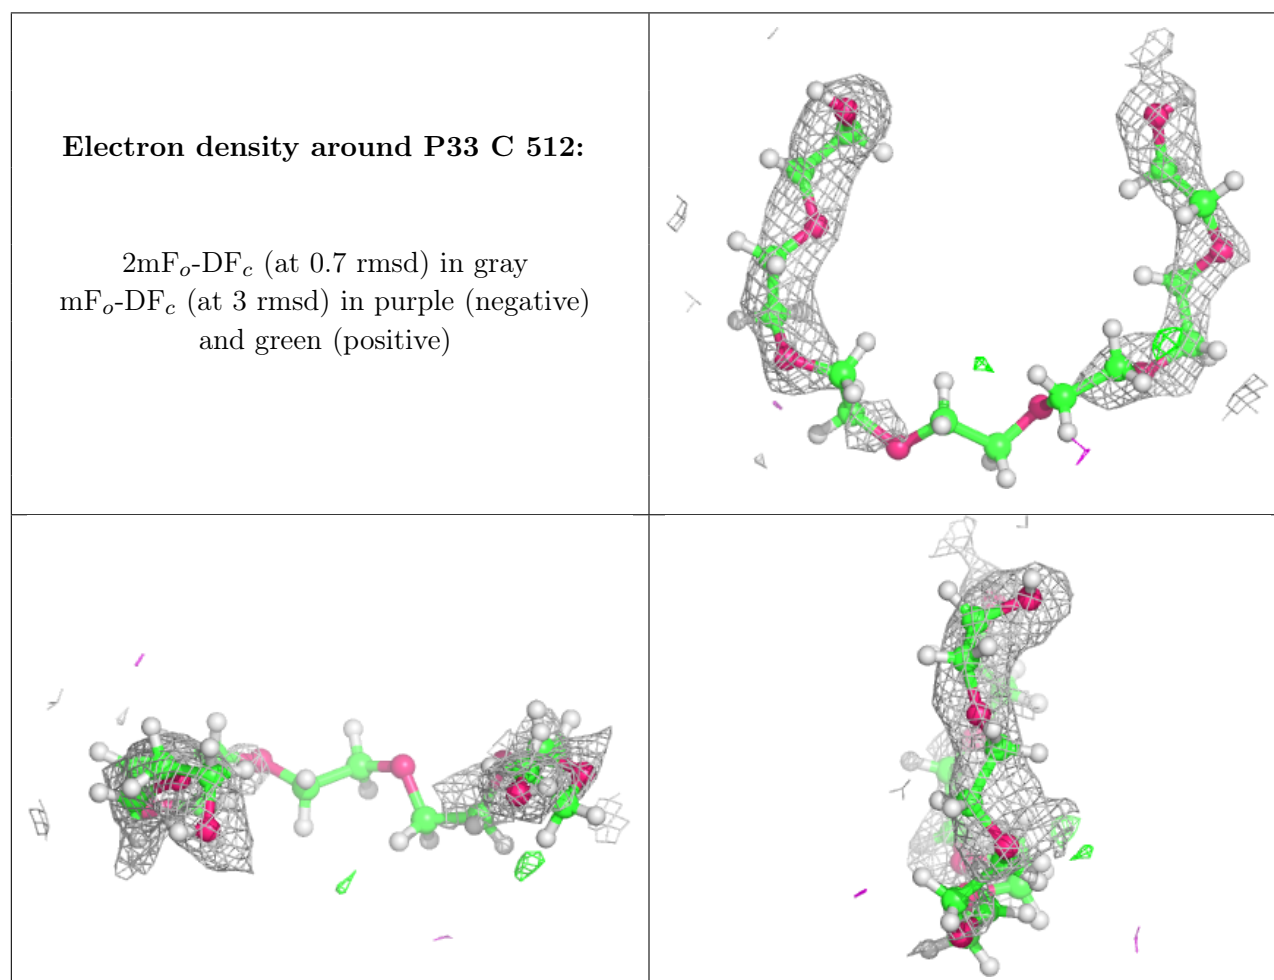 Electron density around P33 C 512:
2mFₒ-DF𝒸 (at 0.7 rmsd) in gray
mFₒ-DF𝒸 (at 3 rmsd) in purple (negative)
and green (positive)